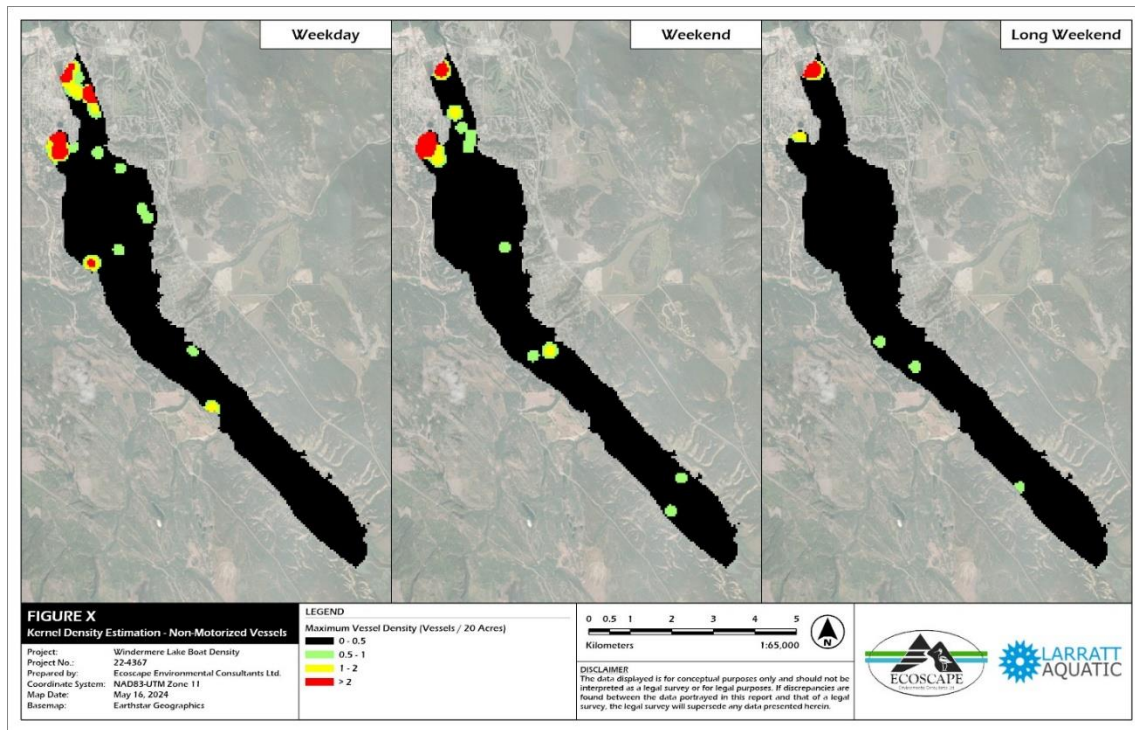 Weekday
Weekend
Long Weekend
FIGURE X
Kernel Density Estimation - Non-Motorized Vessels
Project: Windermere Lake Boat Density
Project No.: 22-4367
Prepared by: Ecoscape Environmental Consultants Ltd.
Coordinate System: NAD83-UTM Zone 11
Map Date: May 16, 2024
Basemap: Earthstar Geographics
LEGEND
Maximum Vessel Density (Vessels / 20 Acres)
0 - 0.5
0.5 - 1
1 - 2
> 2
0 0.5 1 2 3 4 5
Kilometers 1:65,000
N
DISCLAIMER
The data displayed is for conceptual purposes only and should not be
interpreted as a legal survey or for legal purposes. If discrepancies are
found between the data portrayed in this report and that of a legal
survey, the legal survey will supersede any data presented herein.
ECOSCAPE
Environmental Consultants Ltd.
LARRATT
AQUATIC